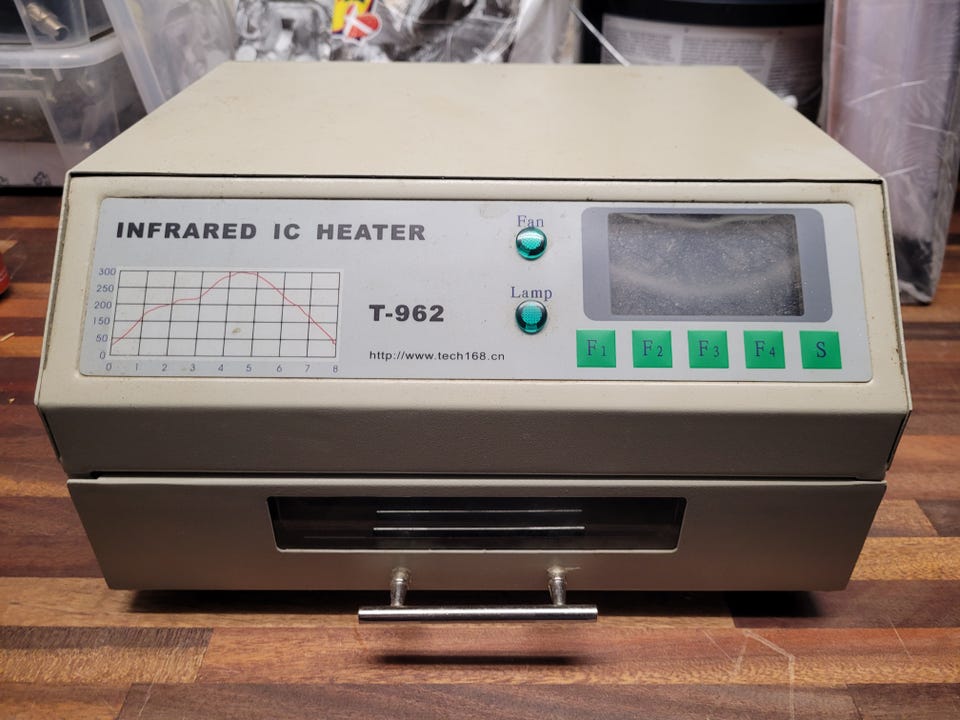 INFRARED IC HEATER
300
250
200
150
50
0
0 1 2 3 4 5 6 7 8
T-962
http://www.tech168.cn
Fan
Lamp
F1 F2 F3 F4 S